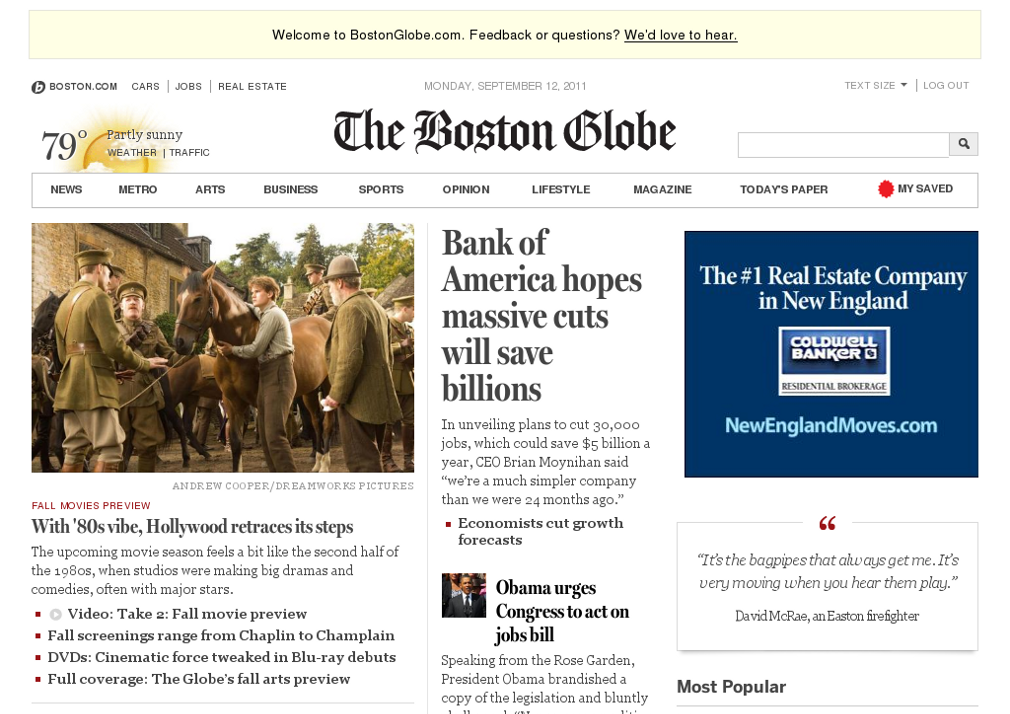 Welcome to BostonGlobe.com. Feedback or questions? We'd love to hear.
BOSTON.COM CARS JOBS REAL ESTATE
MONDAY, SEPTEMBER 12, 2011
TEXT SIZE LOG OUT
79° Partly sunny
WEATHER | TRAFFIC
The Boston Globe
NEWS METRO ARTS BUSINESS SPORTS OPINION LIFESTYLE MAGAZINE TODAY'S PAPER MY SAVED
ANDREW COOPER/DREAMWORKS PICTURES
FALL MOVIES PREVIEW
With '80s vibe, Hollywood retraces its steps
The upcoming movie season feels a bit like the second half of
the 1980s, when studios were making big dramas and
comedies, often with major stars.
Video: Take 2: Fall movie preview
Fall screenings range from Chaplin to Champlain
DVDs: Cinematic force tweaked in Blu-ray debuts
Full coverage: The Globe's fall arts preview
Bank of
America hopes
massive cuts
will save
billions
In unveiling plans to cut 30,000
jobs, which could save $5 billion a
year, CEO Brian Moynihan said
“we're a much simpler company
than we were 24 months ago.”
Economists cut growth
forecasts
Obama urges
Congress to act on
jobs bill
Speaking from the Rose Garden,
President Obama brandished a
copy of the legislation and bluntly
The #1 Real Estate Company
in New England
COLDWELL
BANKER
RESIDENTIAL BROKERAGE
NewEnglandMoves.com
“It's the bagpipes that always get me. It's
very moving when you hear them play.”
David McRae, an Easton firefighter
Most Popular